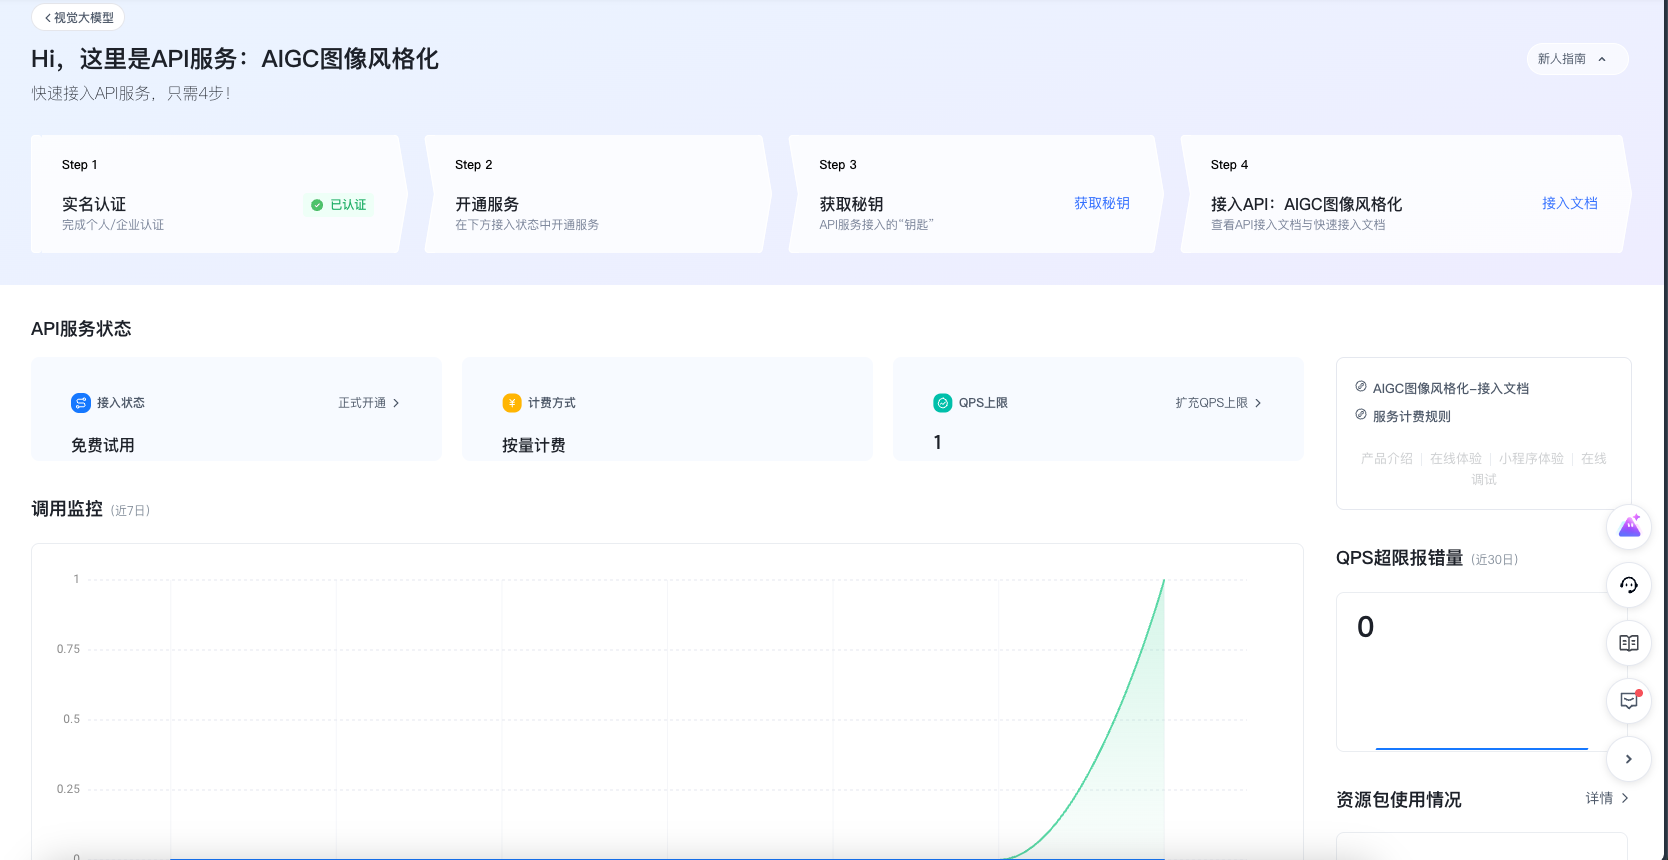 视觉大模型
Hi，这里是API服务：AIGC图像风格化
新人指南
快速接入API服务，只需4步！
Step 1
实名认证
已认证
完成个人/企业认证
Step 2
开通服务
在下方接入状态中开通服务
Step 3
获取秘钥
获取秘钥
API服务接入的“钥匙”
Step 4
接入API：AIGC图像风格化
接入文档
查看API接入文档与快速接入文档
API服务状态
接入状态
正式开通
免费试用
计费方式
按量计费
QPS上限
扩充QPS上限
1
AIGC图像风格化-接入文档
服务计费规则
产品介绍 | 在线体验 | 小程序体验 | 在线
调试
调用监控 (近7日)
1
0.75
0.5
0.25
0
QPS超限报错量 (近30日)
0
资源包使用情况
详情